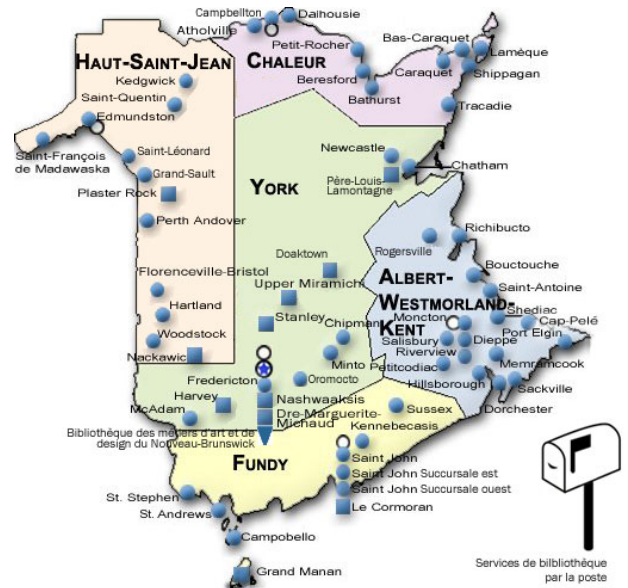 Campbellton
Dalhousie
Atholville
Petit-Rocher
Bas-Caraquet
Lamèque
HAUT-SAINT-JEAN
CHALEUR
Caraquet
Shippagan
Kedgwick
Beresford
Saint-Quentin
Bathurst
Tracadie
Edmundston
Saint-François
de Madawaska
Saint-Léonard
Newcastle
Chatham
Grand-Sault
YORK
Père-Louis-
Lamontagne
Plaster Rock
Perth Andover
Richibucto
Rogersville
Doaktown
Bouctouche
Florenceville-Bristol
Upper Miramich
ALBERT-
WESTMORLAND-
KENT
Saint-Antoine
Hartland
Stanley
Shediac
Chipman
Moncton
Cap-Pelé
Woodstock
Salisbury
Dieppe
Port Elgin
Nackawic
Minto
Riverview
Memramcook
Petitcodiac
Fredericton
Oromocto
Hillsborough
Sackville
Harvey
Nashwaaksis
McAdam
Dre-Marguerite-
Michaud
Sussex
Dorchester
Bibliothèque des métiers d'art et de
design du Nouveau-Brunswick
Kennebecasis
FUNDY
Saint John
Saint John Succursale est
St. Stephen
Saint John Succursale ouest
St. Andrews
Le Cormoran
Campobello
Grand Manan
Services de bilbliothèque
par la poste